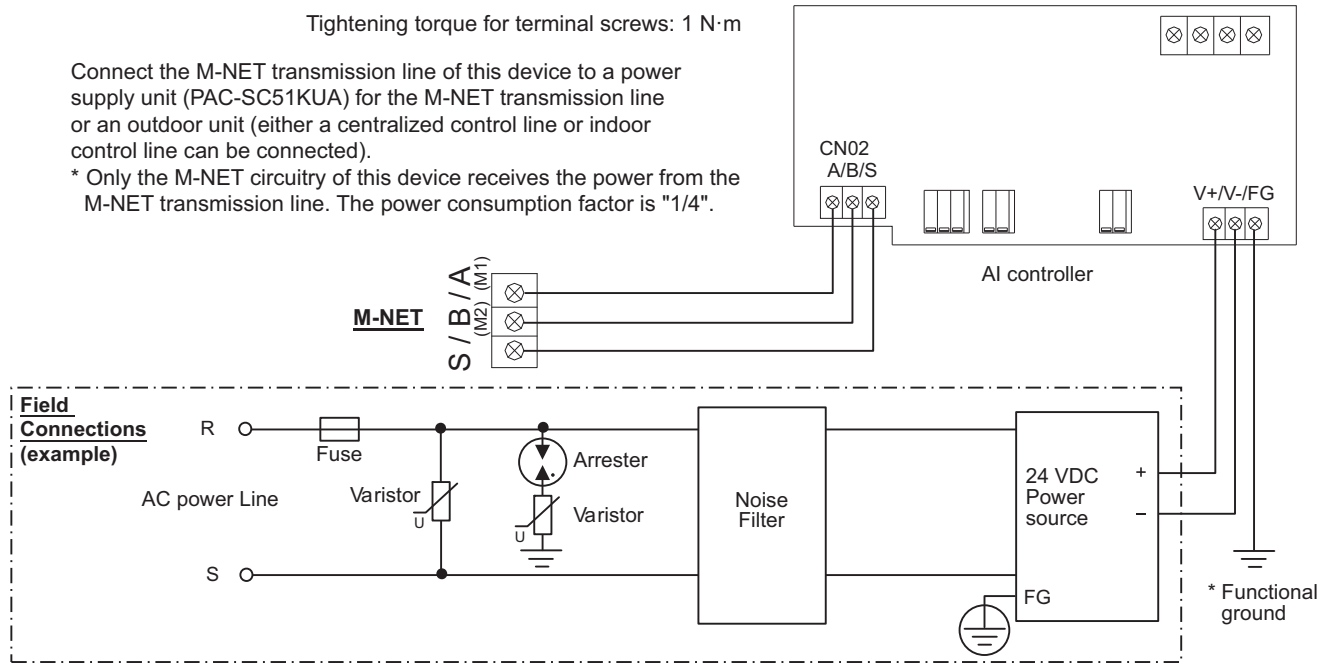 Tightening torque for terminal screws: 1 N·m
Connect the M-NET transmission line of this device to a power
supply unit (PAC-SC51KUA) for the M-NET transmission line
or an outdoor unit (either a centralized control line or indoor
control line can be connected).
* Only the M-NET circuitry of this device receives the power from the
M-NET transmission line. The power consumption factor is "1/4".
CN02
A/B/S
V+/V-/FG
AI controller
M-NET
S / B / A
(M2) (M1)
Field
Connections
(example)
R
Fuse
Arrester
AC power Line
Varistor
U
Varistor
U
Noise
Filter
24 VDC
Power
source
+
−
S
FG
* Functional
ground